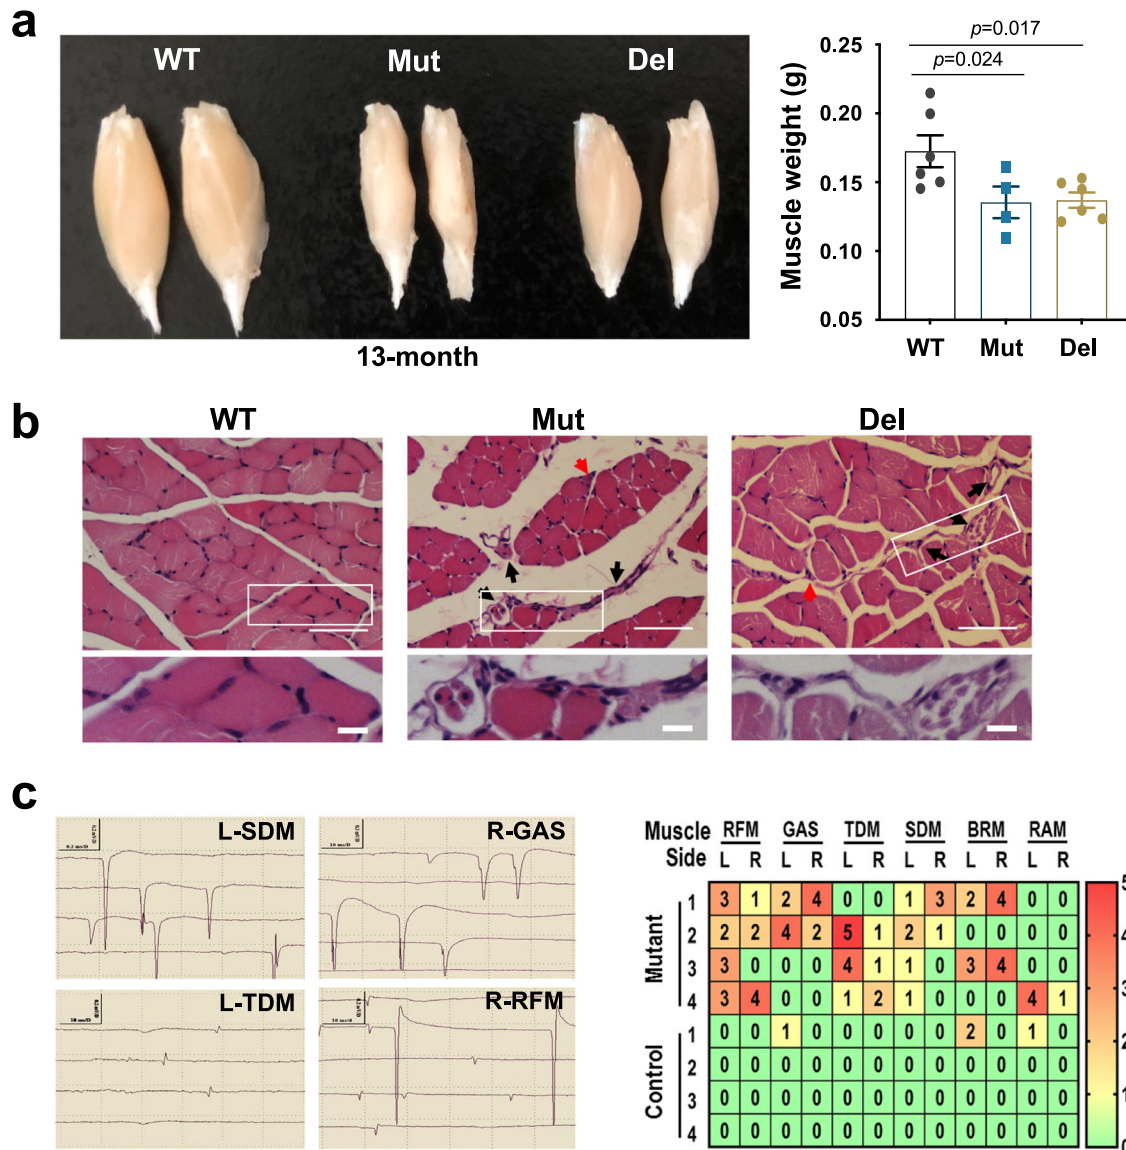 a
WT Mut Del
13-month
p=0.017
p=0.024
Muscle weight (g)
0.25
0.20
0.15
0.10
0.05
WT Mut Del
b
WT Mut Del
c
L-SDM
R-GAS
L-TDM
R-RFM
Muscle RFM GAS TDM SDM BRM RAM
Side L R L R L R L R L R L R
Mutant
1 3 1 2 4 0 0 1 3 2 4 0 0
2 2 2 4 2 5 1 2 1 0 0 0 0
3 3 0 0 0 4 1 1 0 3 4 0 0
4 3 4 0 0 1 2 1 0 0 0 4 1
Control
1 0 0 1 0 0 0 0 0 2 0 1 0
2 0 0 0 0 0 0 0 0 0 0 0 0
3 0 0 0 0 0 0 0 0 0 0 0 0
4 0 0 0 0 0 0 0 0 0 0 0 0
5
4
3
2
1
0